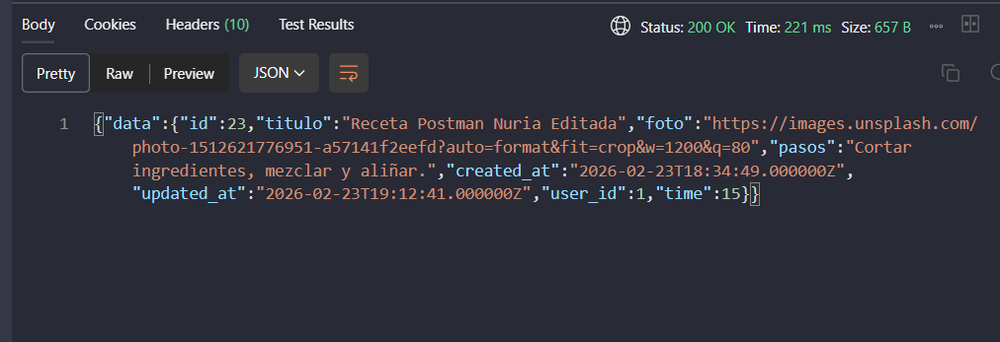 Body Cookies Headers (10) Test Results Status: 200 OK Time: 221 ms Size: 657 B
Pretty Raw Preview JSON
1 {"data":{"id":23,"titulo":"Receta Postman Nuria Editada","foto":"https://images.unsplash.com/
photo-1512621776951-a57141f2eefd?auto=format&fit=crop&w=1200&q=80","pasos":"Cortar
ingredientes, mezclar y aliñar.","created_at":"2026-02-23T18:34:49.000000Z",
"updated_at":"2026-02-23T19:12:41.000000Z","user_id":1,"time":15}}